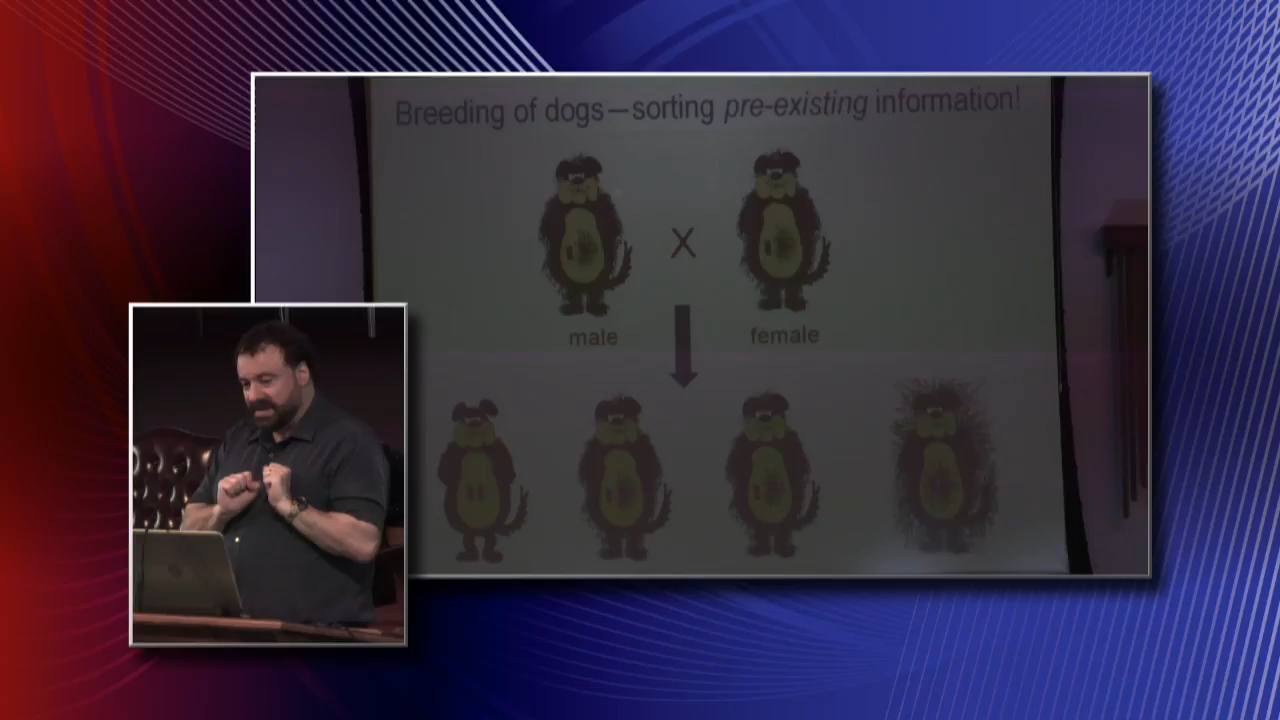 Breeding of dogs—sorting pre-existing information!
X
male
female